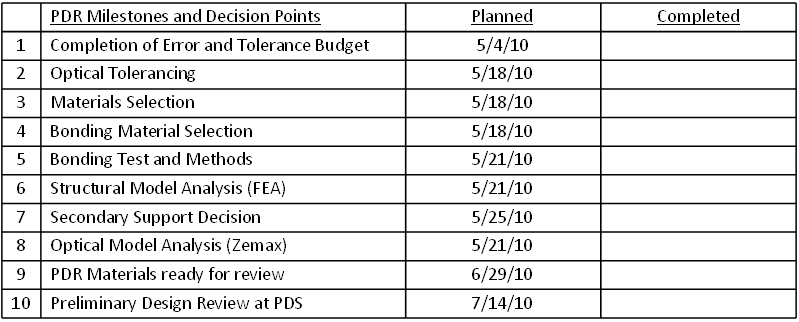 PDR Milestones and Decision Points Planned Completed
1 Completion of Error and Tolerance Budget 5/4/10
2 Optical Tolerancing 5/18/10
3 Materials Selection 5/18/10
4 Bonding Material Selection 5/18/10
5 Bonding Test and Methods 5/21/10
6 Structural Model Analysis (FEA) 5/21/10
7 Secondary Support Decision 5/25/10
8 Optical Model Analysis (Zemax) 5/21/10
9 PDR Materials ready for review 6/29/10
10 Preliminary Design Review at PDS 7/14/10